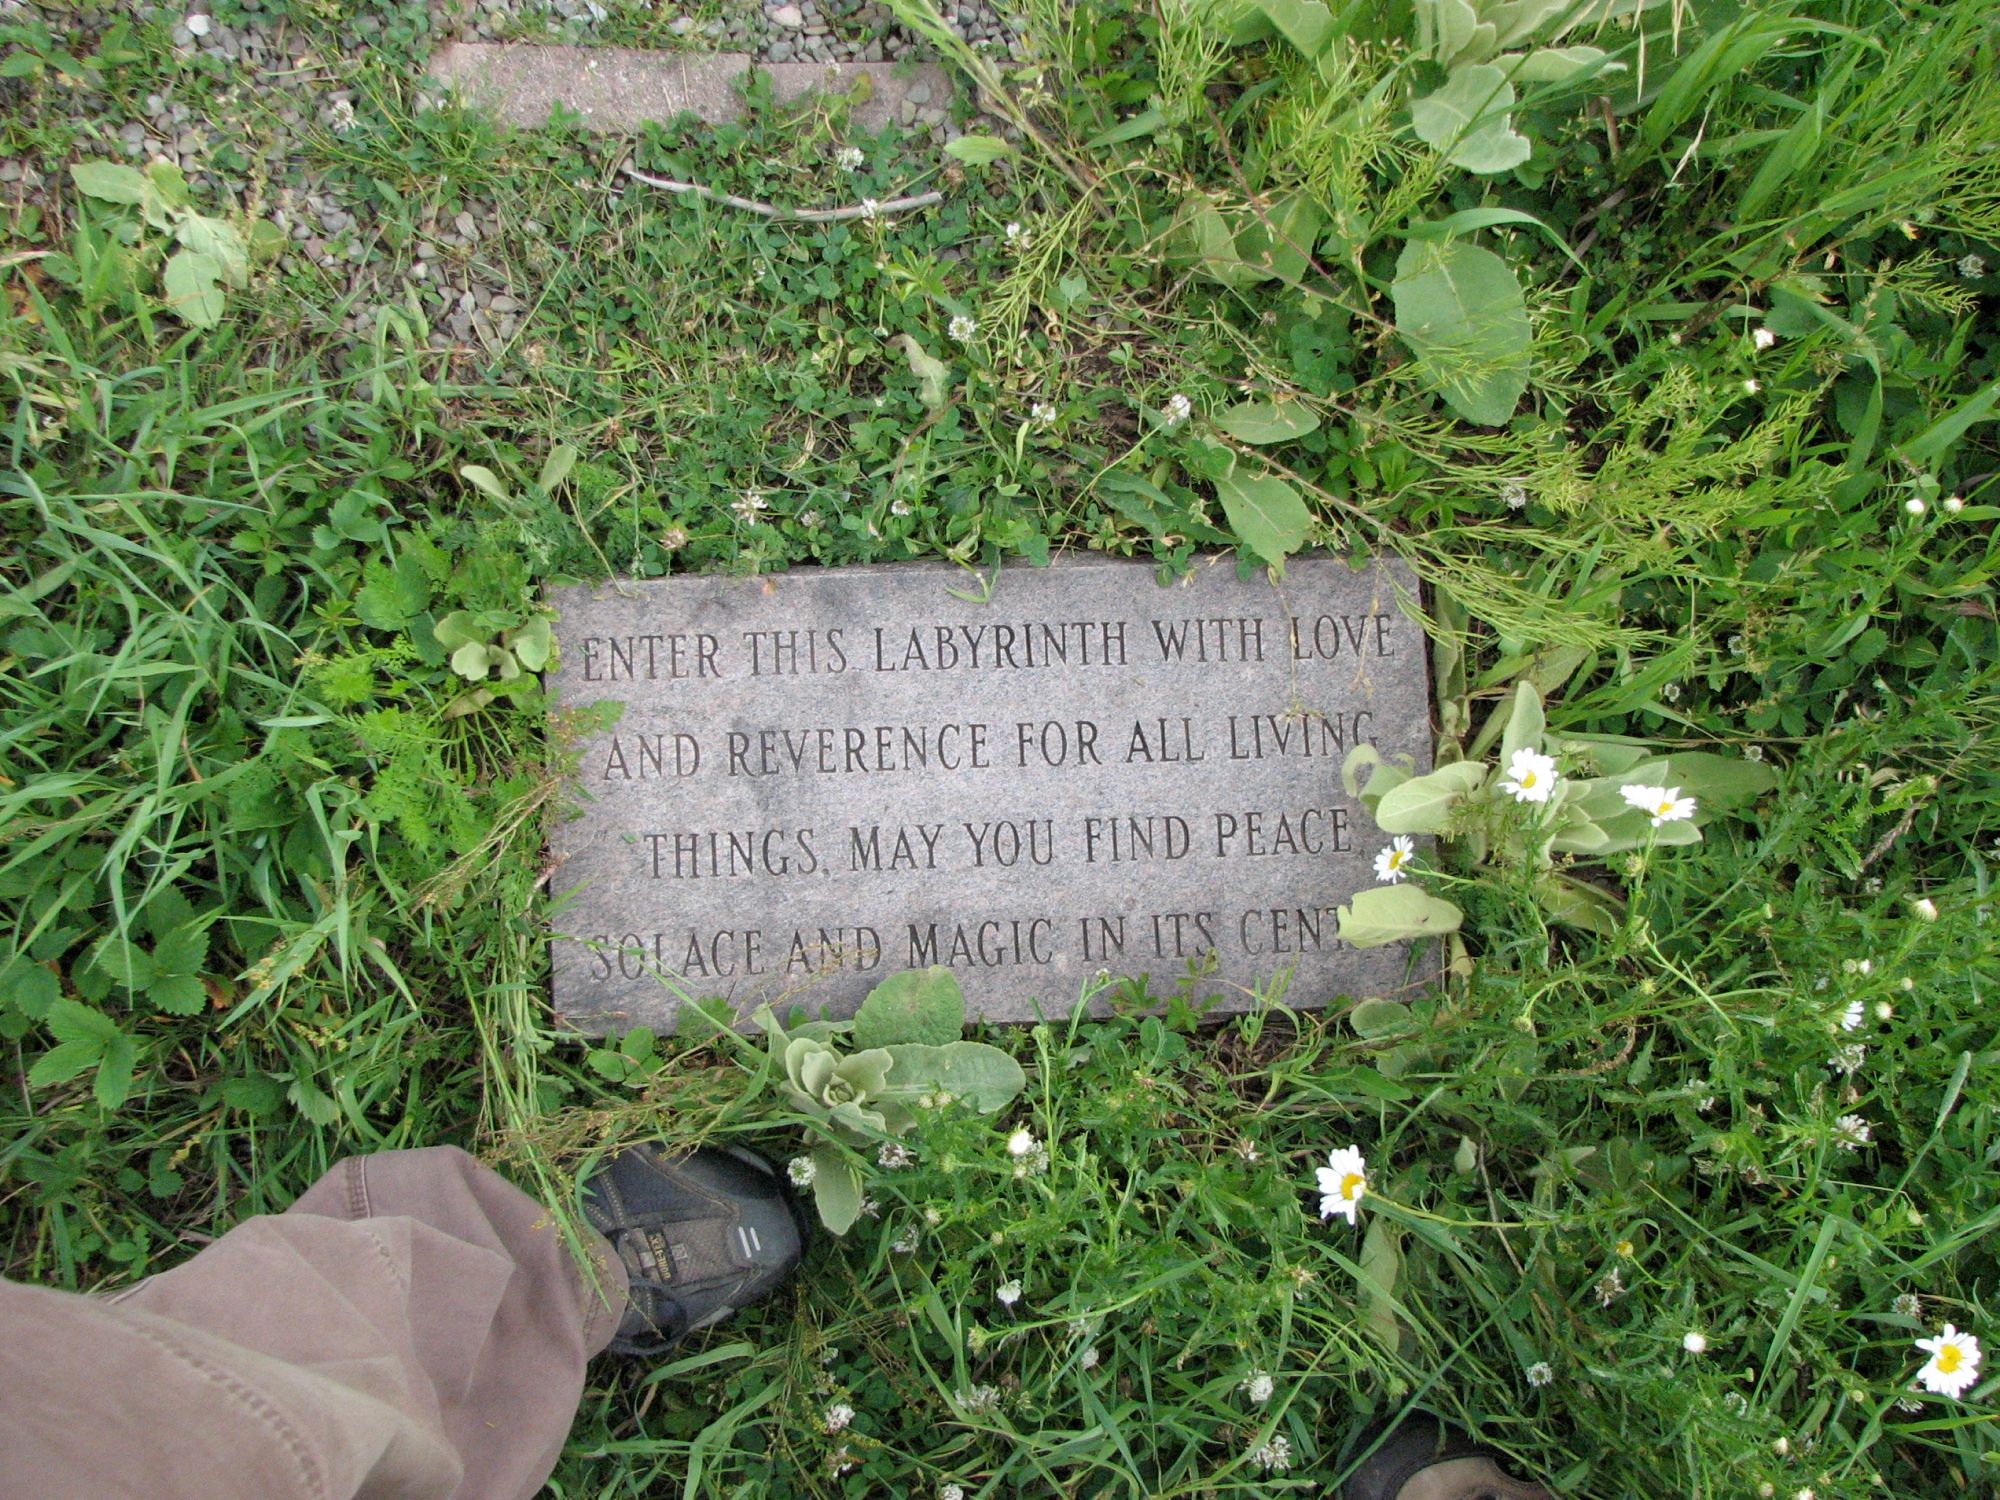 ENTER THIS LABYRINTH WITH LOVE
AND REVERENCE FOR ALL LIVING
THINGS. MAY YOU FIND PEACE
SOLACE AND MAGIC IN ITS